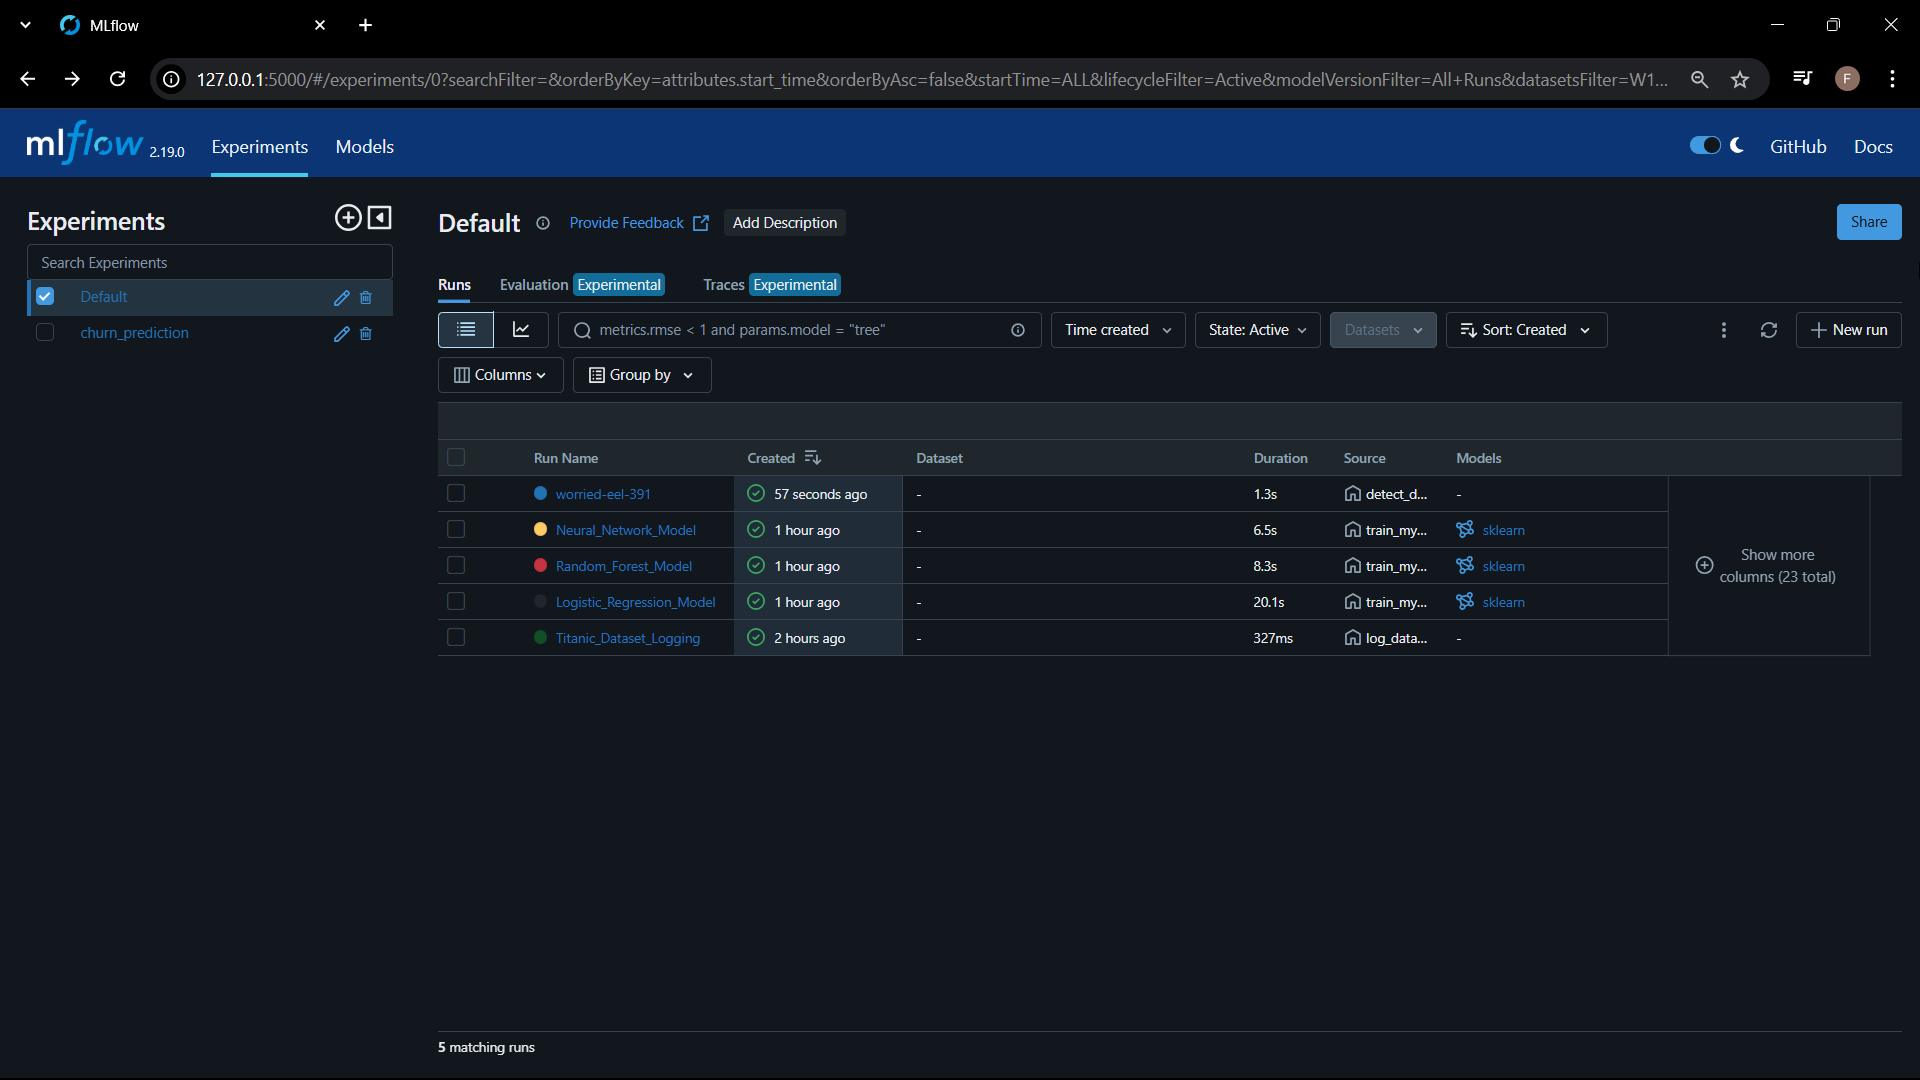 MLflow
127.0.0.1:5000/#/experiments/0?searchFilter=&orderByKey=attributes.start_time&orderByAsc=false&startTime=ALL&lifecycleFilter=Active&modelVersionFilter=All+Runs&datasetsFilter=W1...
F
mlflow 2.19.0 Experiments Models GitHub Docs
Experiments
Search Experiments
Default
churn_prediction
Default Provide Feedback Add Description Share
Runs Evaluation Experimental Traces Experimental
metrics.rmse < 1 and params.model = "tree" Time created State: Active Datasets Sort: Created New run
Columns Group by
Run Name Created Dataset Duration Source Models
worried-eel-391 57 seconds ago - 1.3s detect_d... -
Neural_Network_Model 1 hour ago - 6.5s train_my... sklearn
Random_Forest_Model 1 hour ago - 8.3s train_my... sklearn
Logistic_Regression_Model 1 hour ago - 20.1s train_my... sklearn
Titanic_Dataset_Logging 2 hours ago - 327ms log_data... -
Show more
columns (23 total)
5 matching runs